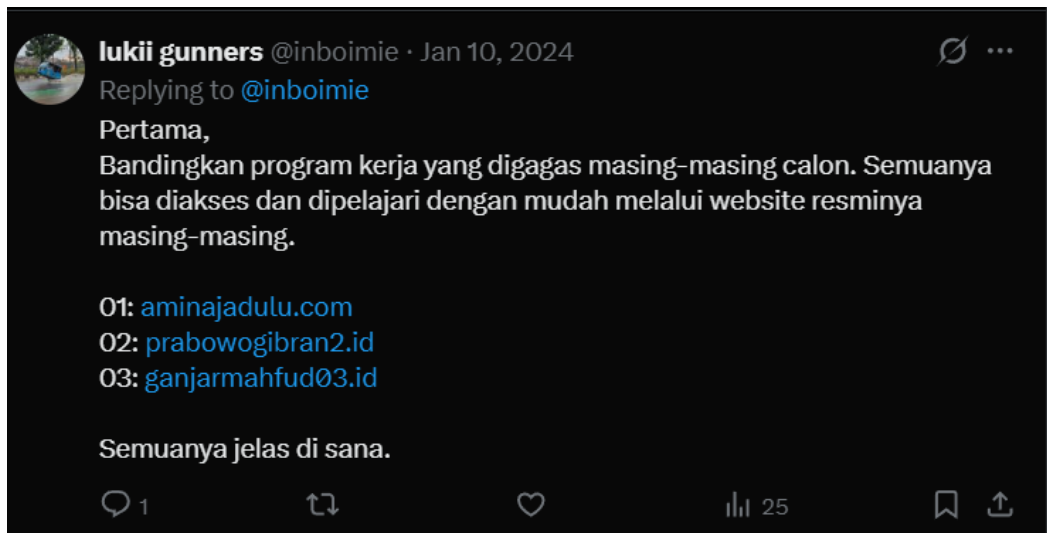 lukii gunners @inboimie · Jan 10, 2024
Replying to @inboimie
Pertama,
Bandingkan program kerja yang digagas masing-masing calon. Semuanya
bisa diakses dan dipelajari dengan mudah melalui website resminya
masing-masing.
01: aminajadulu.com
02: prabowogibran2.id
03: ganjarmahfud03.id
Semuanya jelas di sana.
1
25